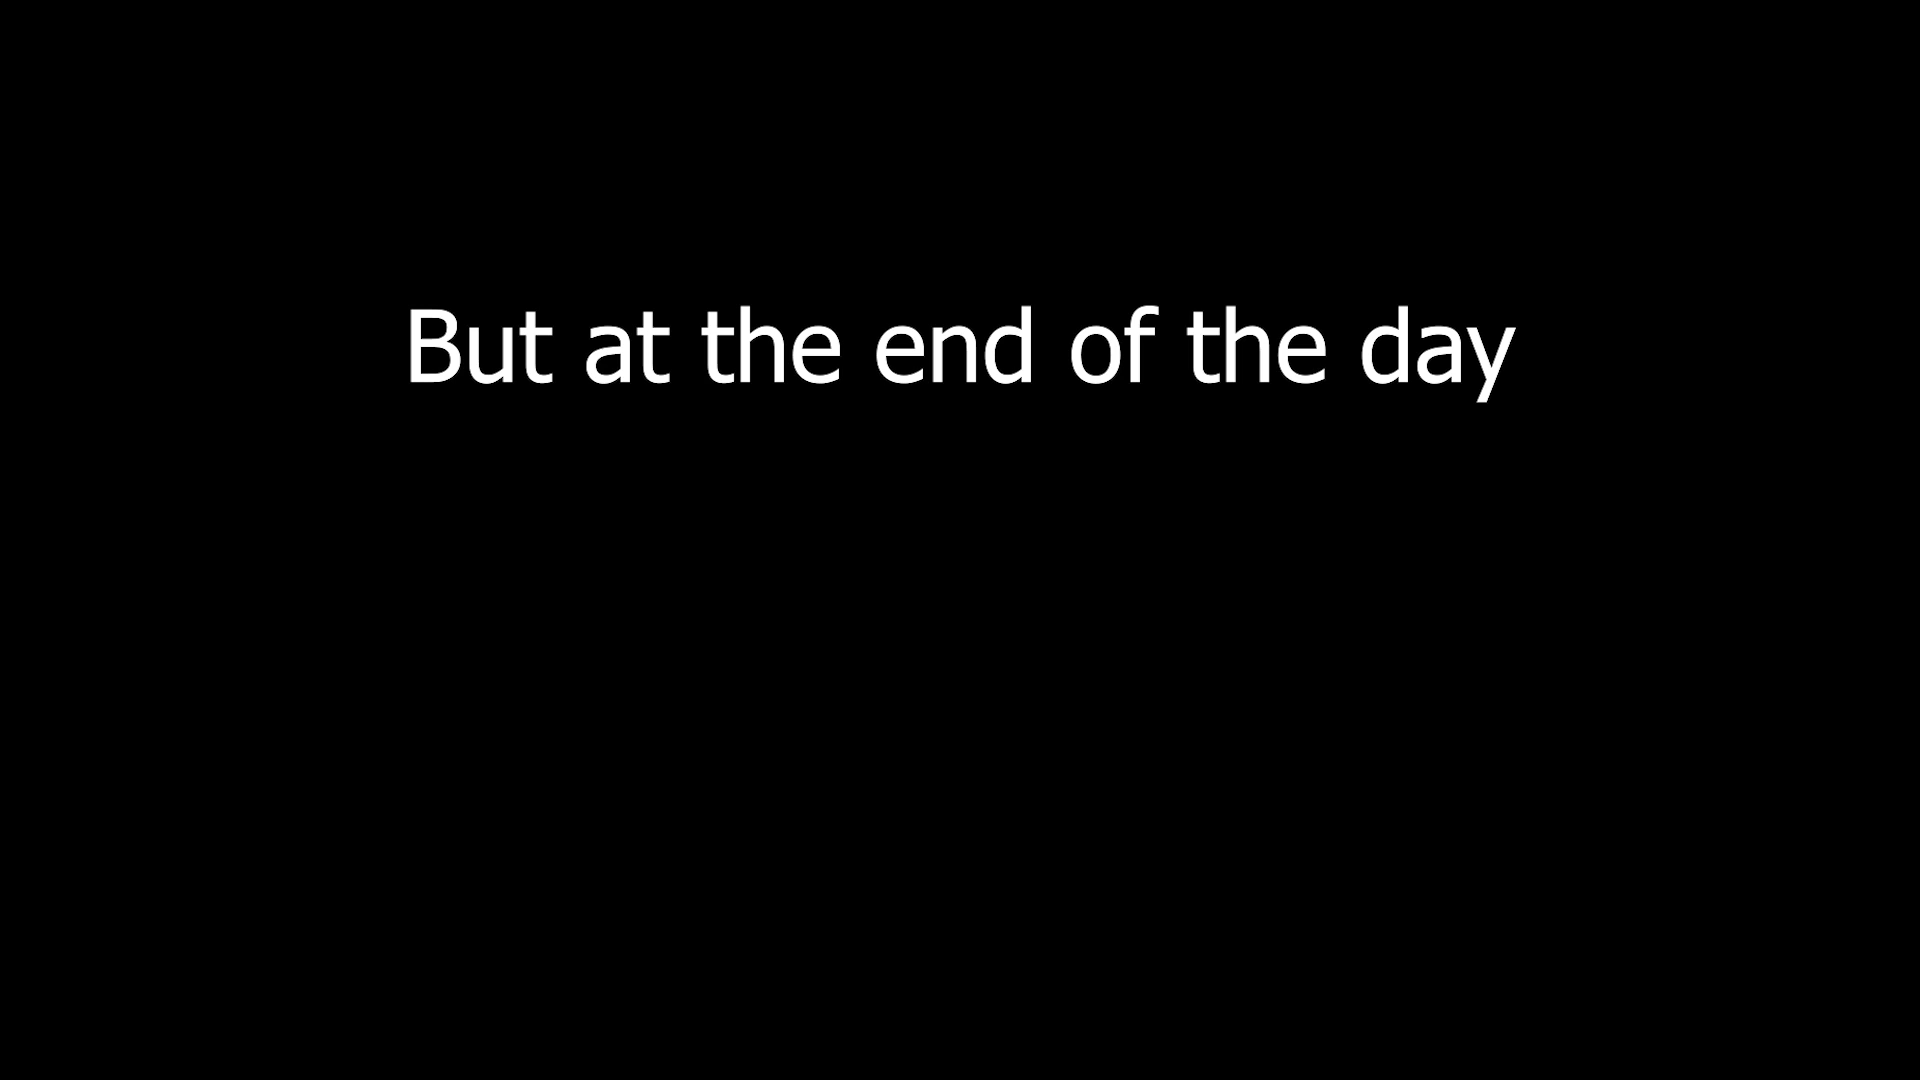 But at the end of the day